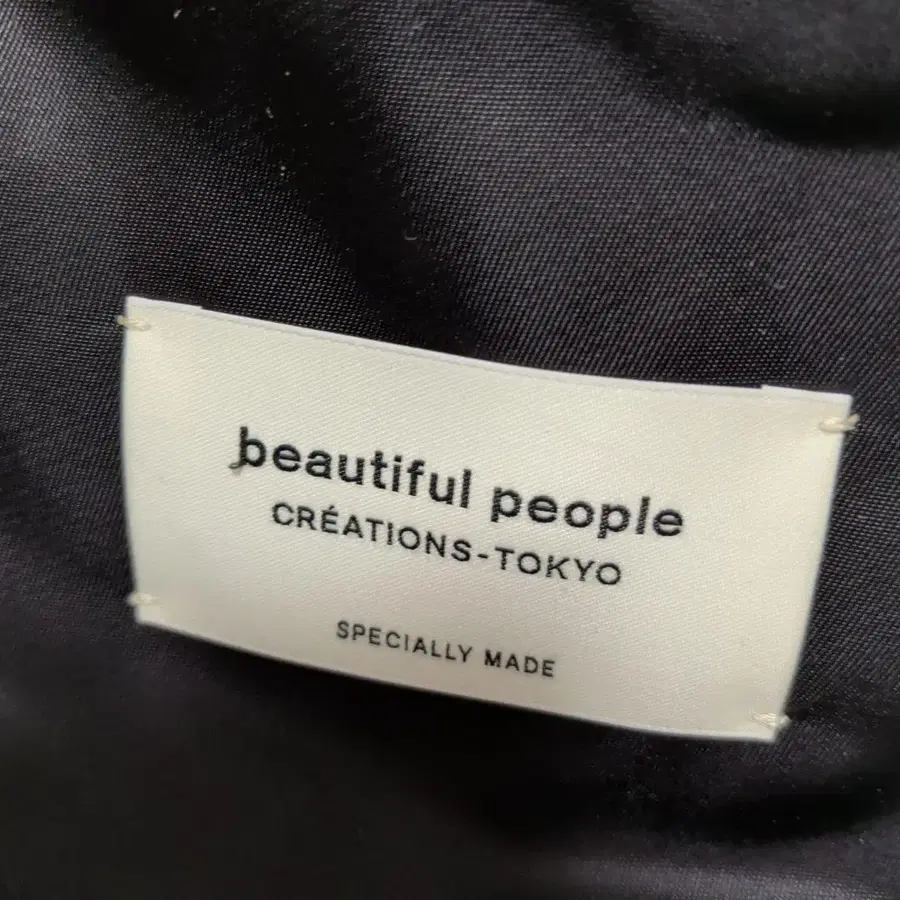 beautiful people
CRÉATIONS-TOKYO
SPECIALLY MADE